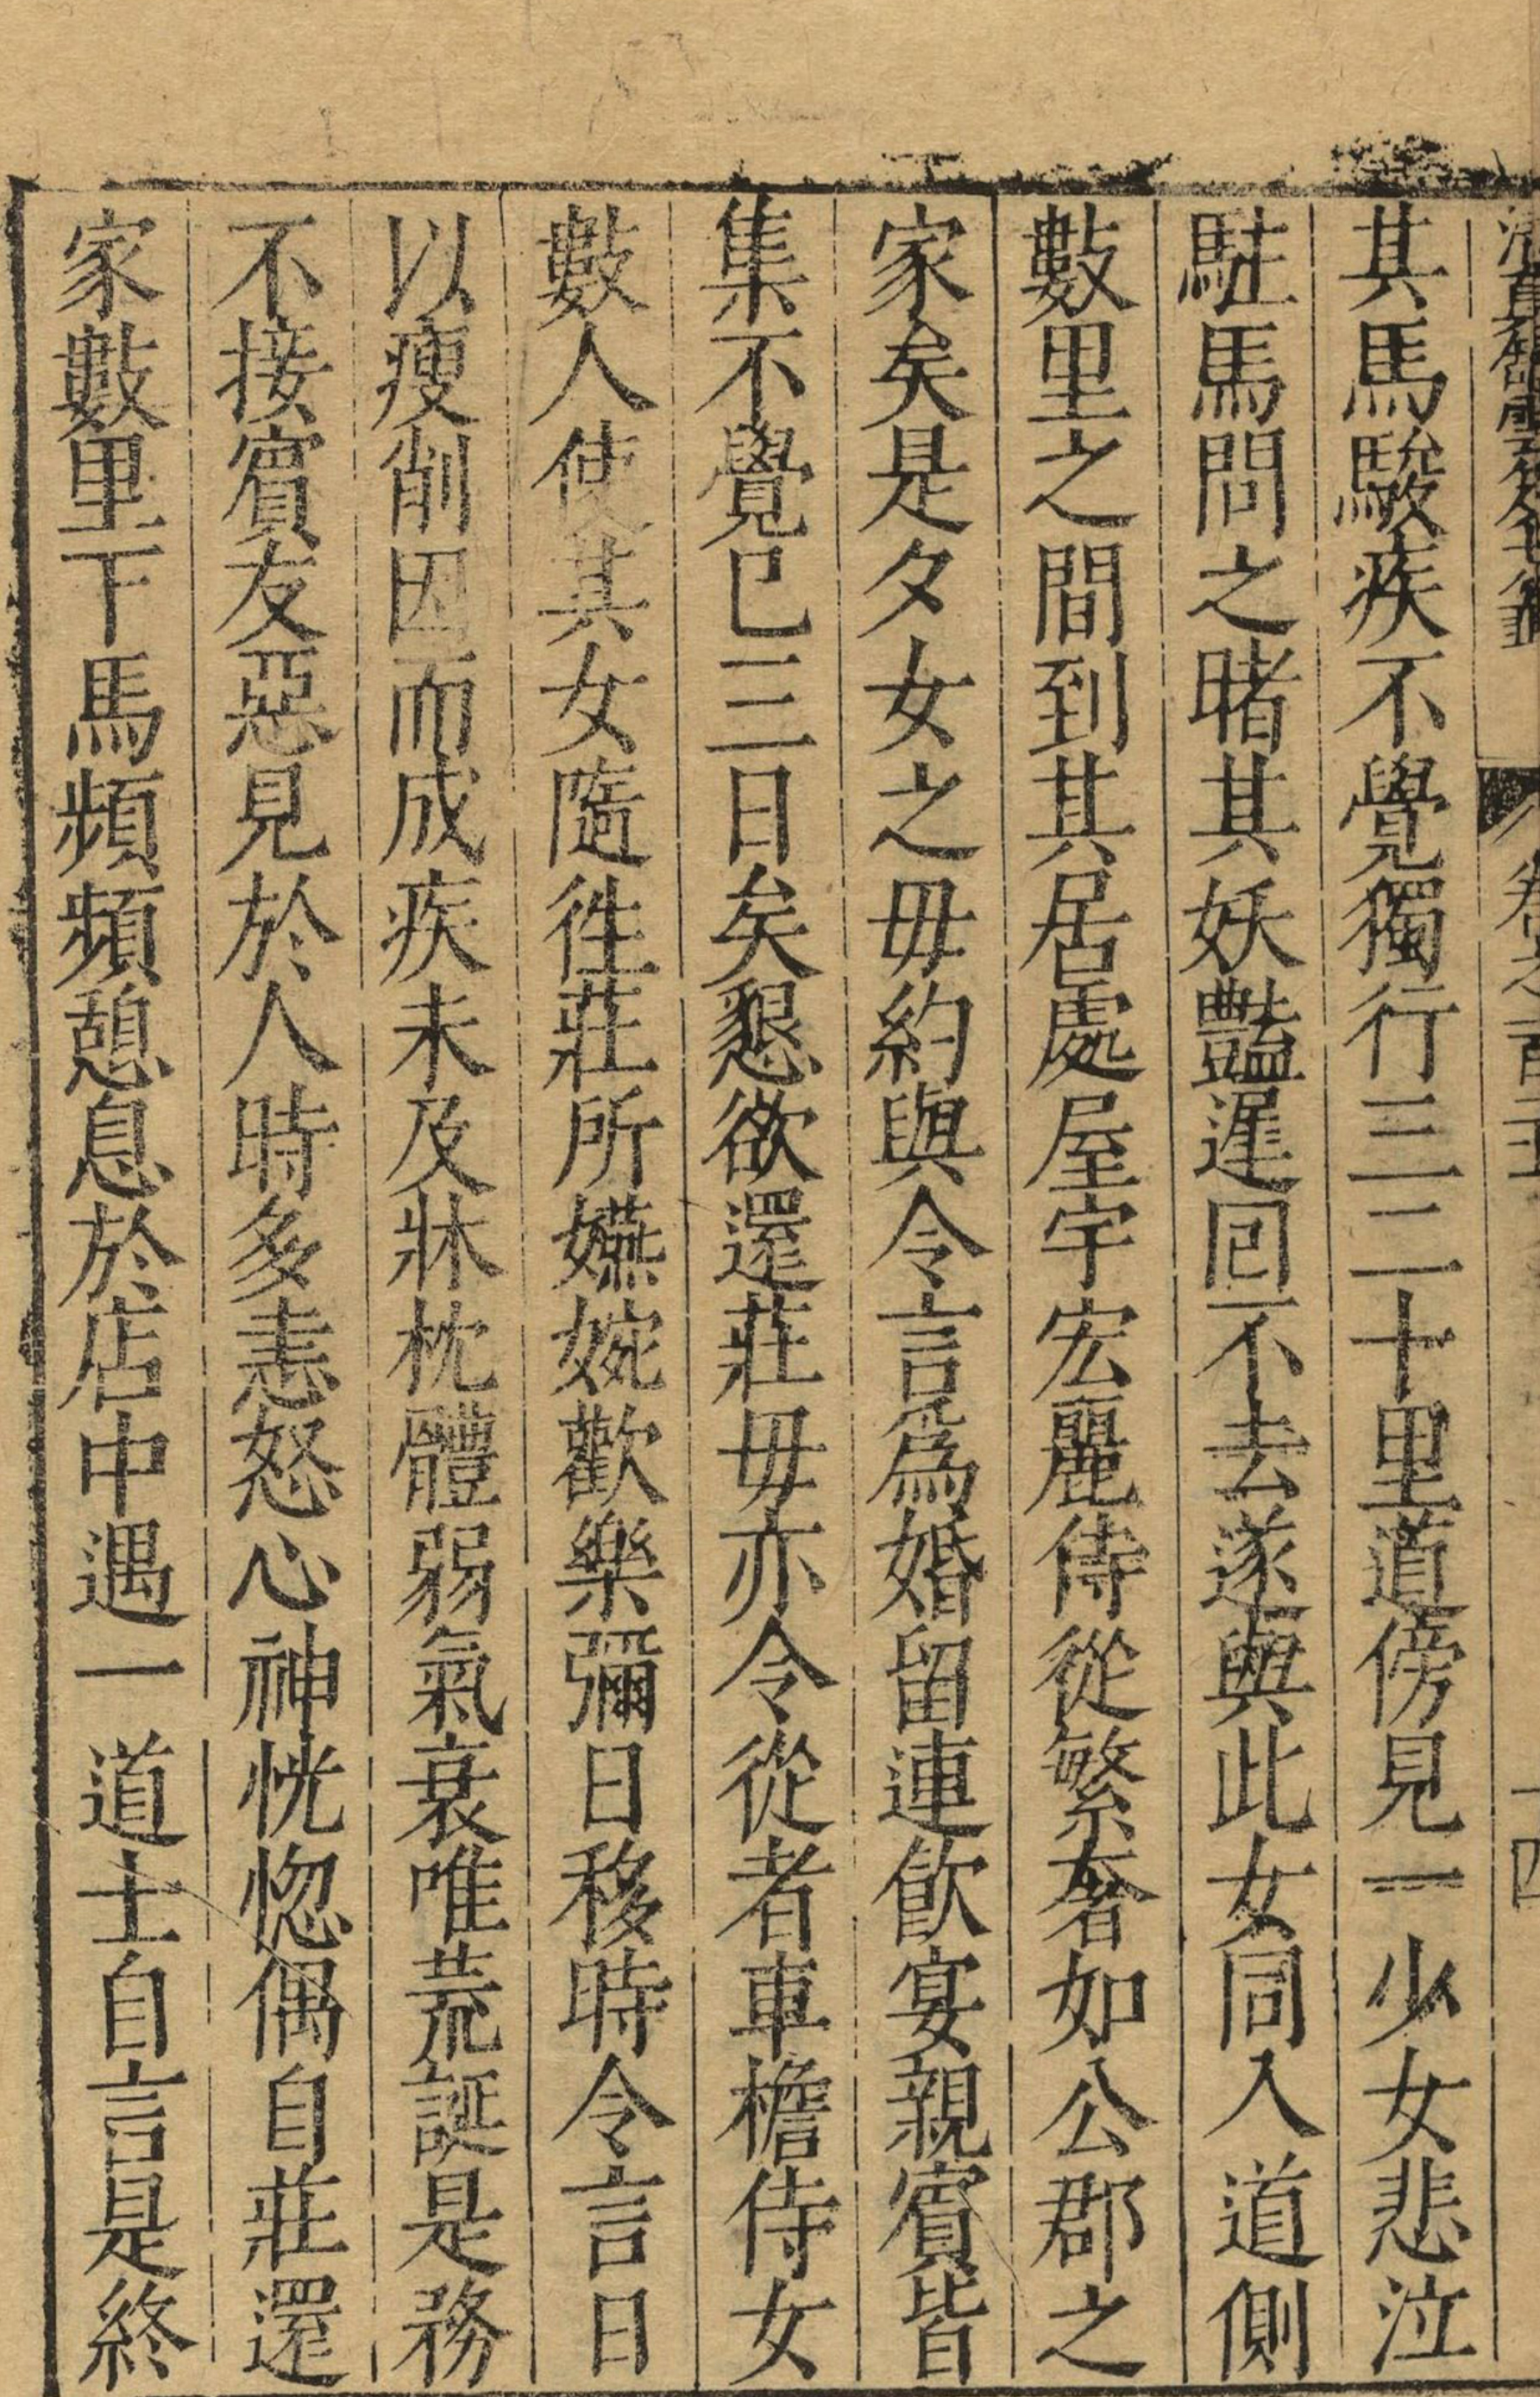 其馬駿疾不覺獨行三二十里道傍見一少女悲泣
駐馬問之睹其妖豔遲囘不去遂與此女同入道側
數里之間到其居處屋宇宏麗侍從繁奢如公郡之
家矣是夕女之毋約與令言爲婚留連飲宴親賓皆
集不覺巳三日矣懇欲還莊毋亦令從者車檐侍女
數人使其女隨徃莊所嬿婉歡樂彌日移時令言日
以瘦削因而成疾未及牀枕體弱氣衰唯荒誕是務
不接賓友惡見於人時多恚怒心神恍惚偶自莊還
家數里下馬頻頻憩息於店中遇一道士自言是終